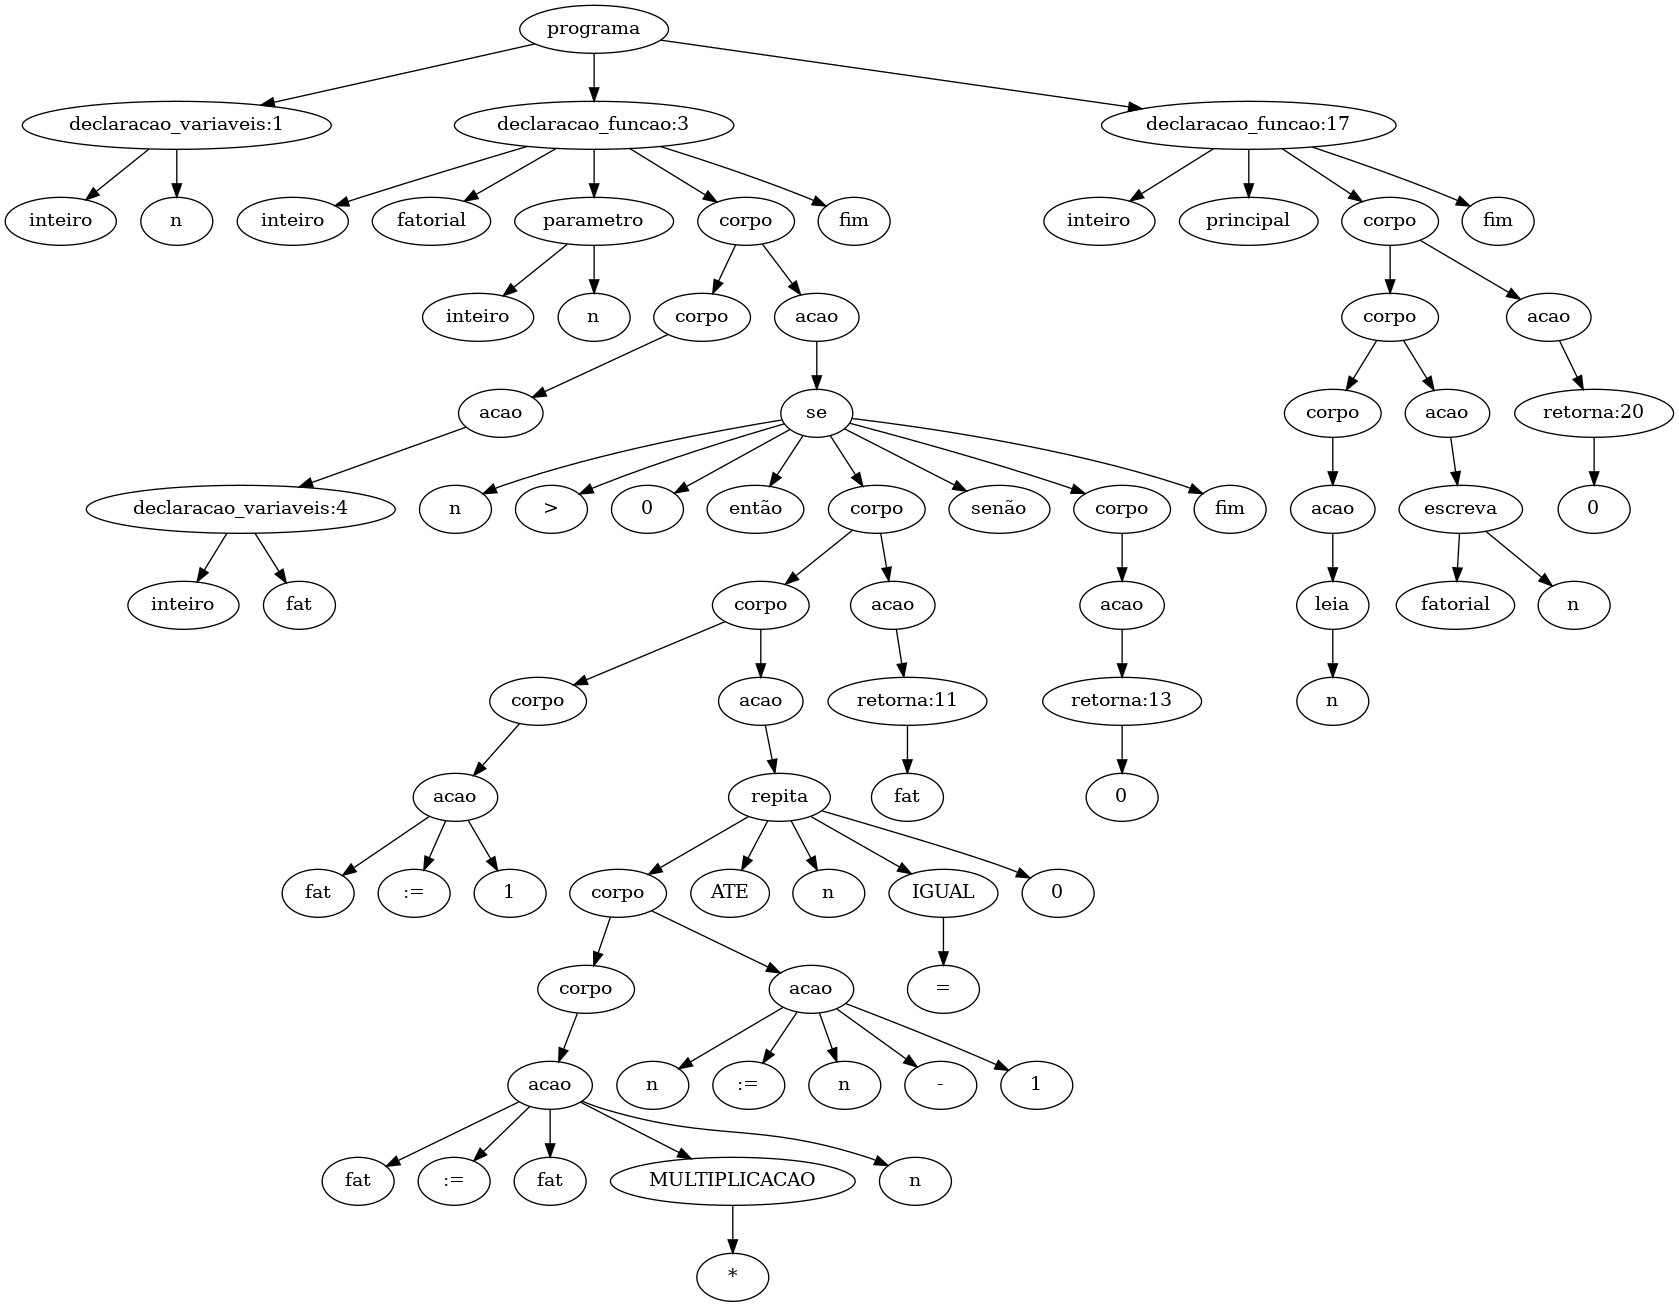 programa
declaracao_variaveis:1 declaracao_funcao:3 declaracao_funcao:17
inteiro n inteiro fatorial parametro corpo fim inteiro principal corpo fim
inteiro n corpo acao corpo acao
acao se corpo acao retorna:20
declaracao_variaveis:4 n > 0 então corpo senão corpo fim acao escreva 0
inteiro fat corpo acao acao leia fatorial n
corpo acao retorna:11 retorna:13 n
acao repita fat 0
fat := 1 corpo ATE n IGUAL 0
corpo acao =
acao n := n - 1
fat := fat MULTIPLICACAO n
*